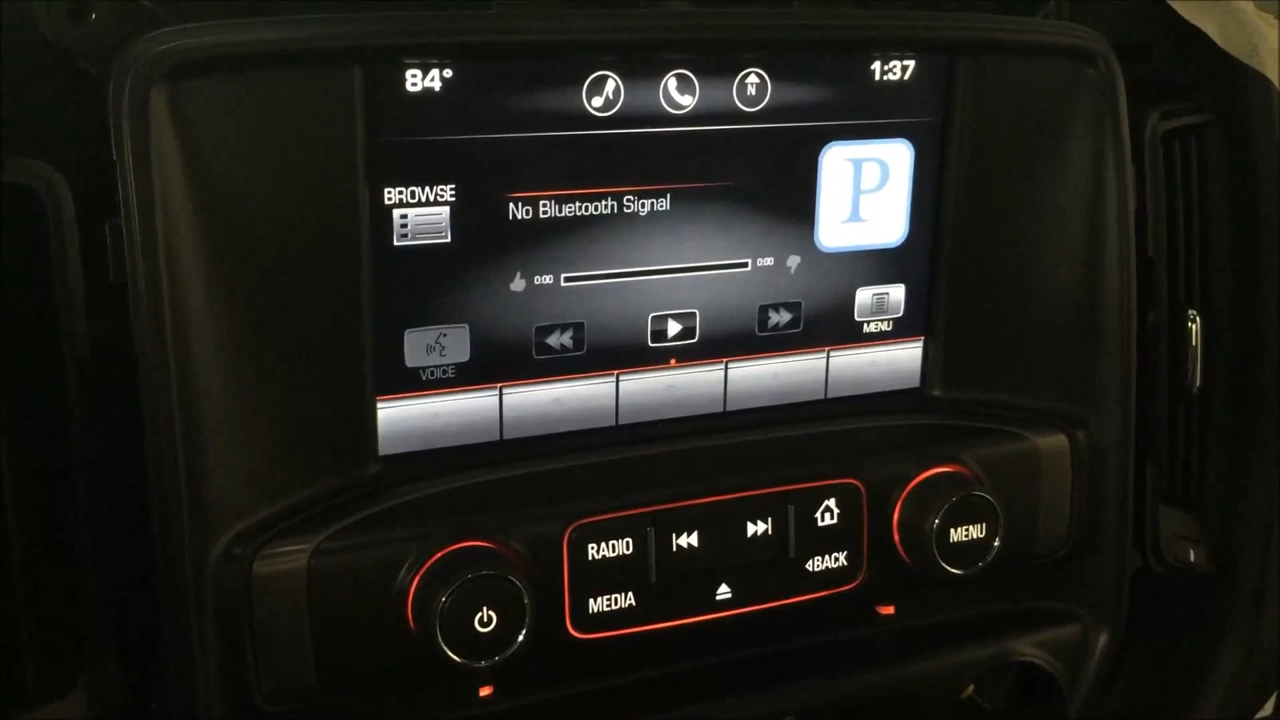 84°
N
1:37
BROWSE
P
No Bluetooth Signal
0:00
0:00
VOICE
MENU
RADIO
MEDIA
BACK
MENU